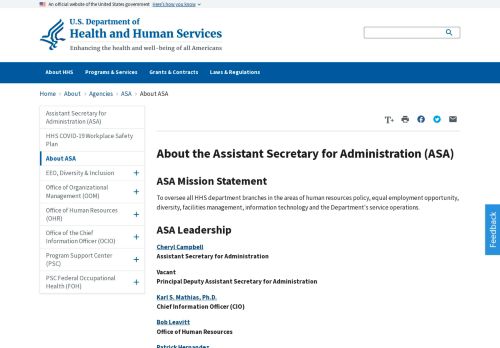 An official website of the United States government Here's how you know
U.S. Department of
Health and Human Services
Enhancing the health and well-being of all Americans
About HHS Programs & Services Grants & Contracts Laws & Regulations
Home > About > Agencies > ASA > About ASA
Assistant Secretary for
Administration (ASA)
HHS COVID-19 Workplace Safety
Plan
About ASA
EEO, Diversity & Inclusion
Office of Organizational
Management (OOM)
Office of Human Resources
(OHR)
Office of the Chief
Information Officer (OCIO)
Program Support Center
(PSC)
PSC Federal Occupational
Health (FOH)
T+
About the Assistant Secretary for Administration (ASA)
ASA Mission Statement
To oversee all HHS department branches in the areas of human resources policy, equal employment opportunity,
diversity, facilities management, information technology and the Department's service operations.
ASA Leadership
Cheryl Campbell
Assistant Secretary for Administration
Vacant
Principal Deputy Assistant Secretary for Administration
Karl S. Mathias, Ph.D.
Chief Information Officer (CIO)
Bob Leavitt
Office of Human Resources
Patrick Hernandez
Feedback